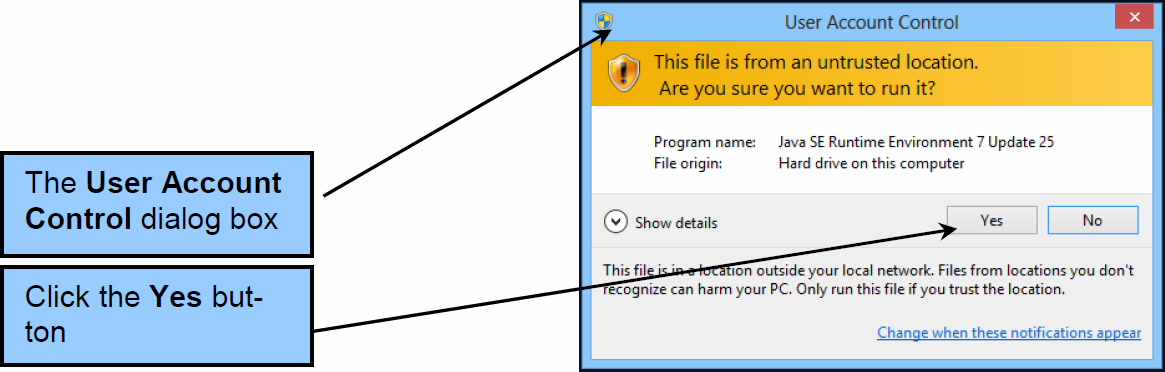 The User Account
Control dialog box
Click the Yes but-
ton
User Account Control
This file is from an untrusted location.
Are you sure you want to run it?
Program name: Java SE Runtime Environment 7 Update 25
File origin: Hard drive on this computer
Show details
Yes
No
This file is in a location outside your local network. Files from locations you don't
recognize can harm your PC. Only run this file if you trust the location.
Change when these notifications appear